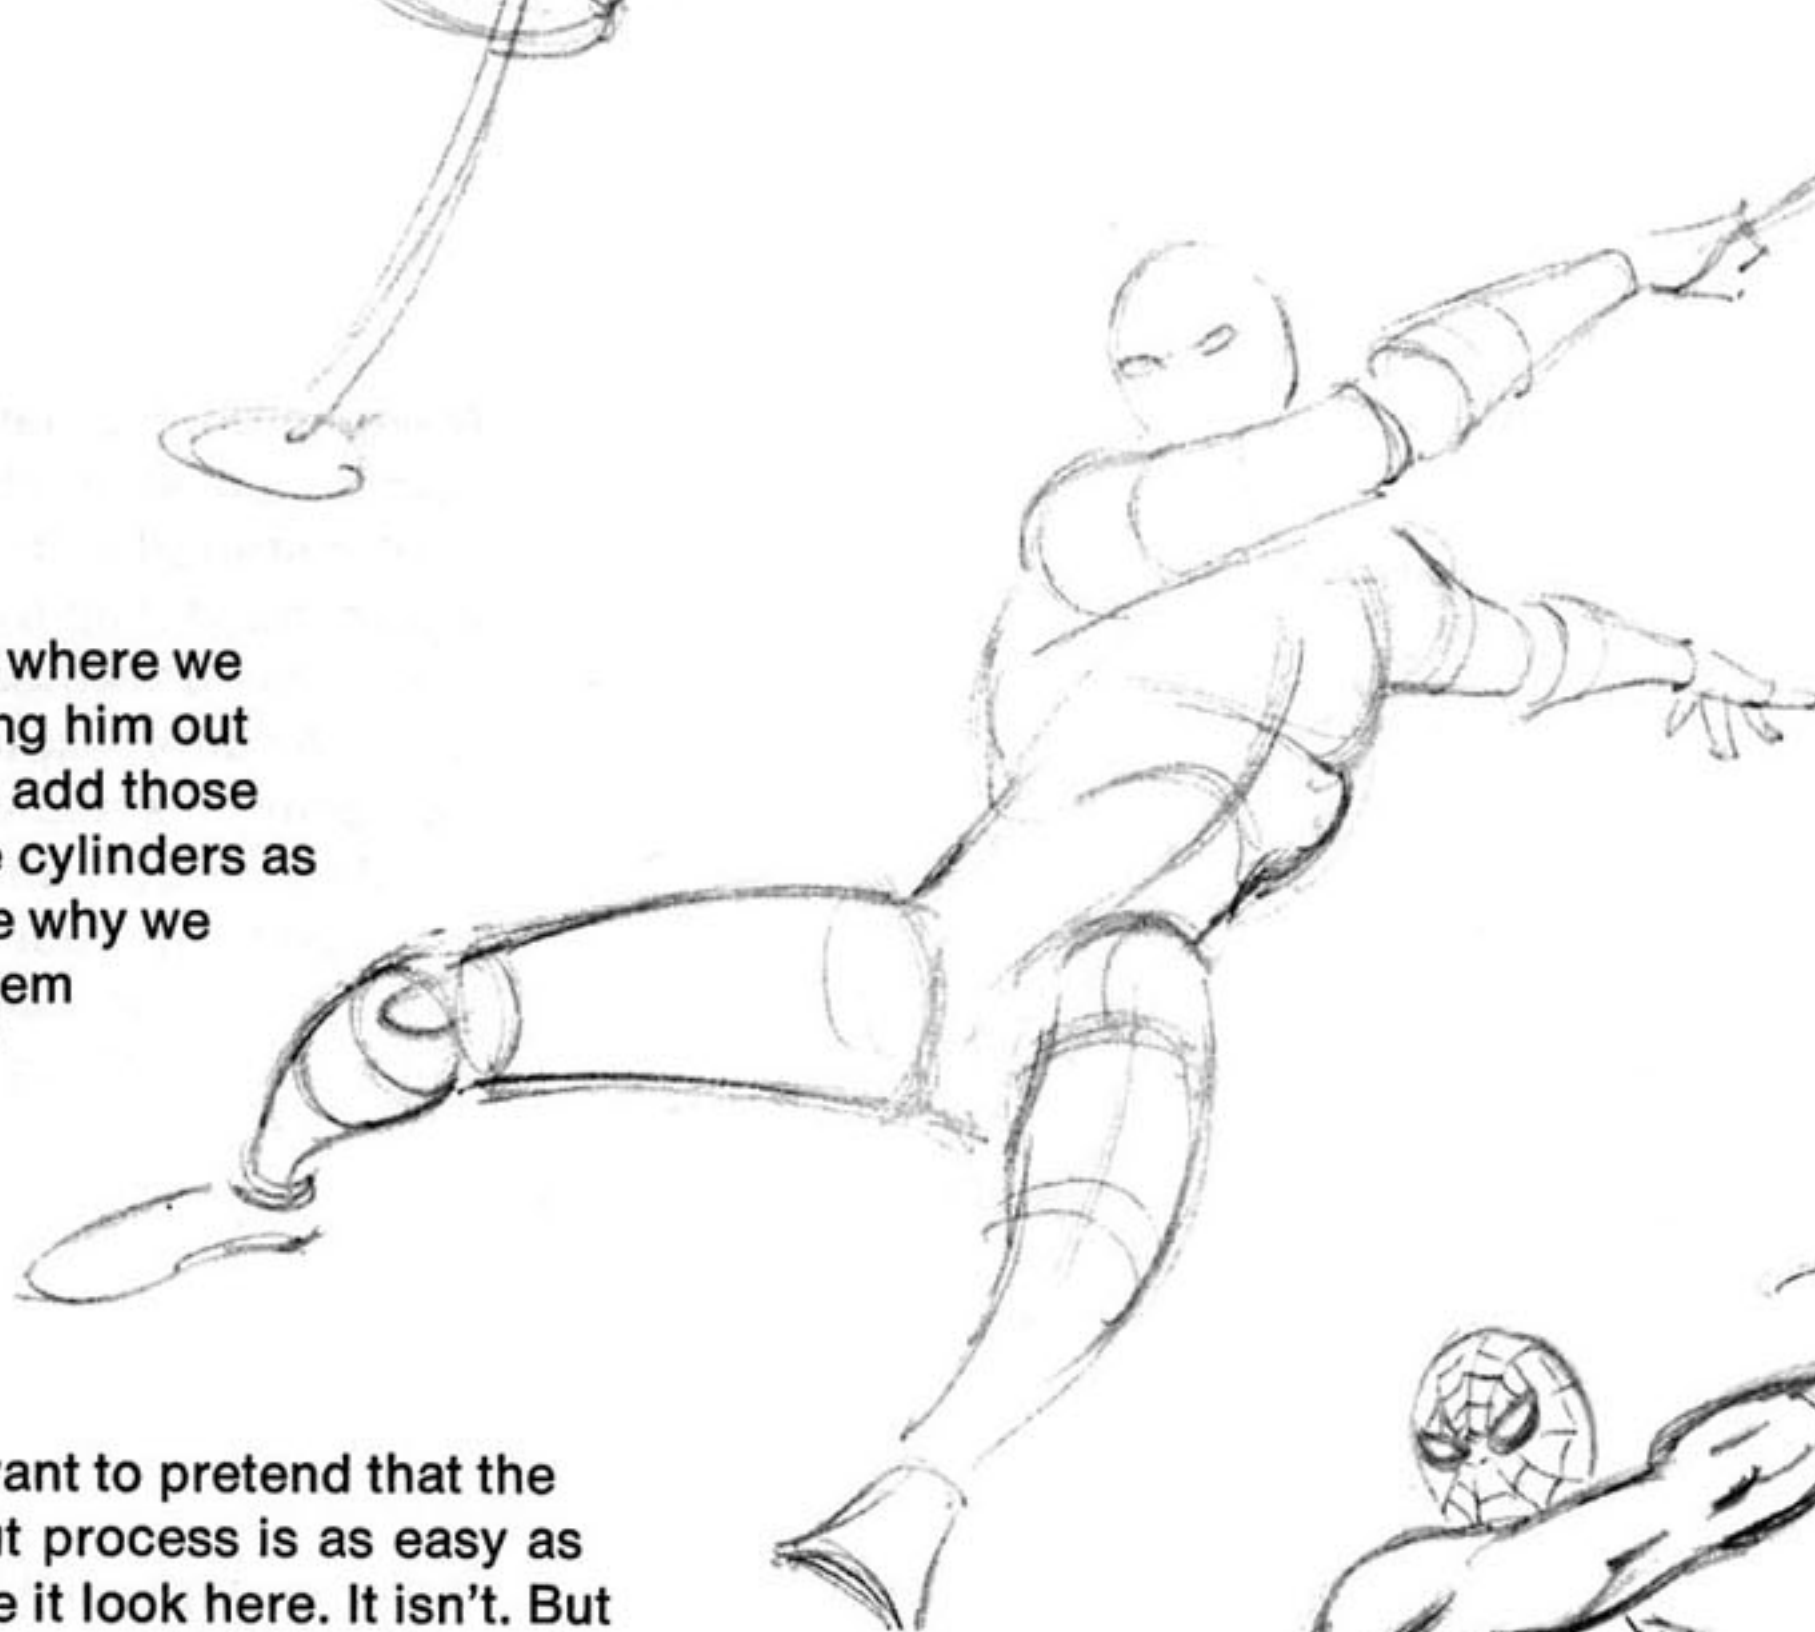 where we
ng him out
add those
cylinders as
why we
em
ant to pretend that the
process is as easy as
it look here. It isn't. But